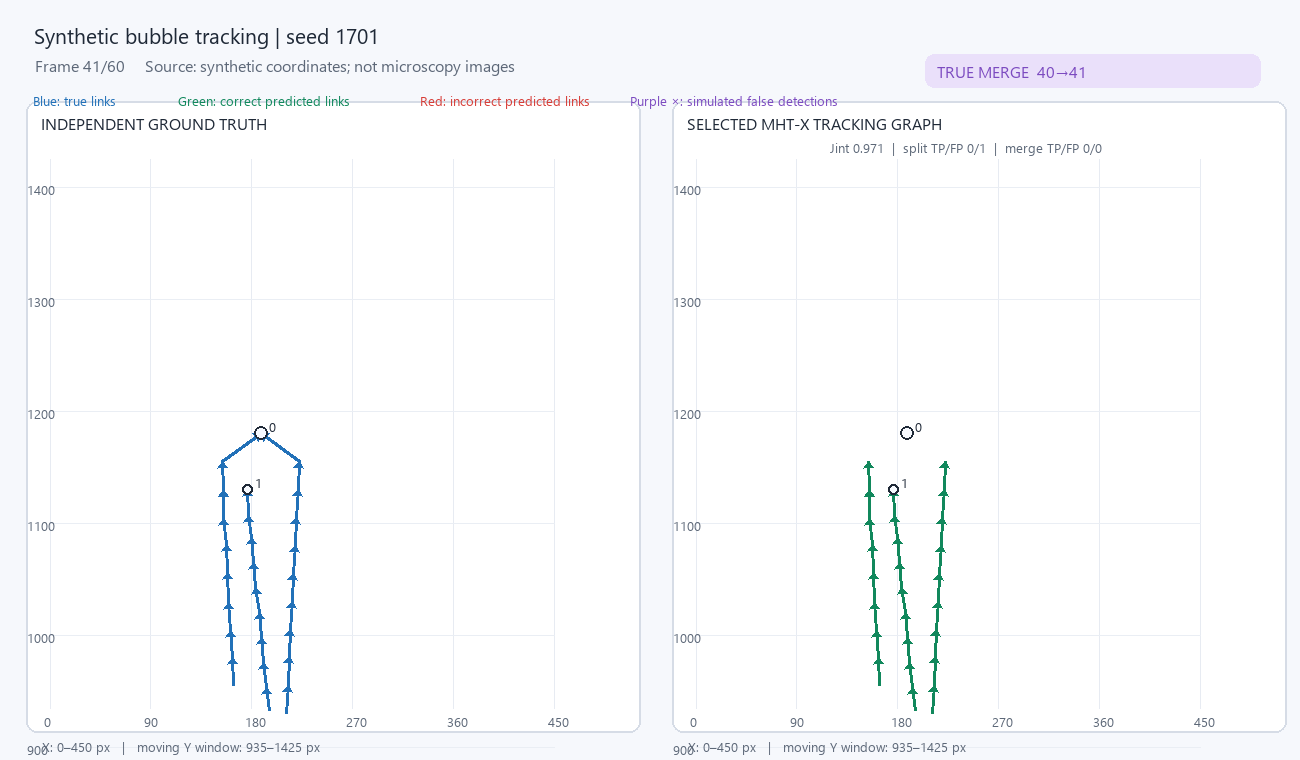 Synthetic bubble tracking | seed 1701
Frame 41/60 Source: synthetic coordinates; not microscopy images
TRUE MERGE 40→41
Blue: true links Green: correct predicted links Red: incorrect predicted links Purple ×: simulated false detections
INDEPENDENT GROUND TRUTH
1400
1300
1200
1100
1000
900
0
1
0 90 180 270 360 450
X: 0–450 px | moving Y window: 935–1425 px
SELECTED MHT-X TRACKING GRAPH
Jint 0.971 | split TP/FP 0/1 | merge TP/FP 0/0
1400
1300
1200
1100
1000
900
0
1
0 90 180 270 360 450
X: 0–450 px | moving Y window: 935–1425 px